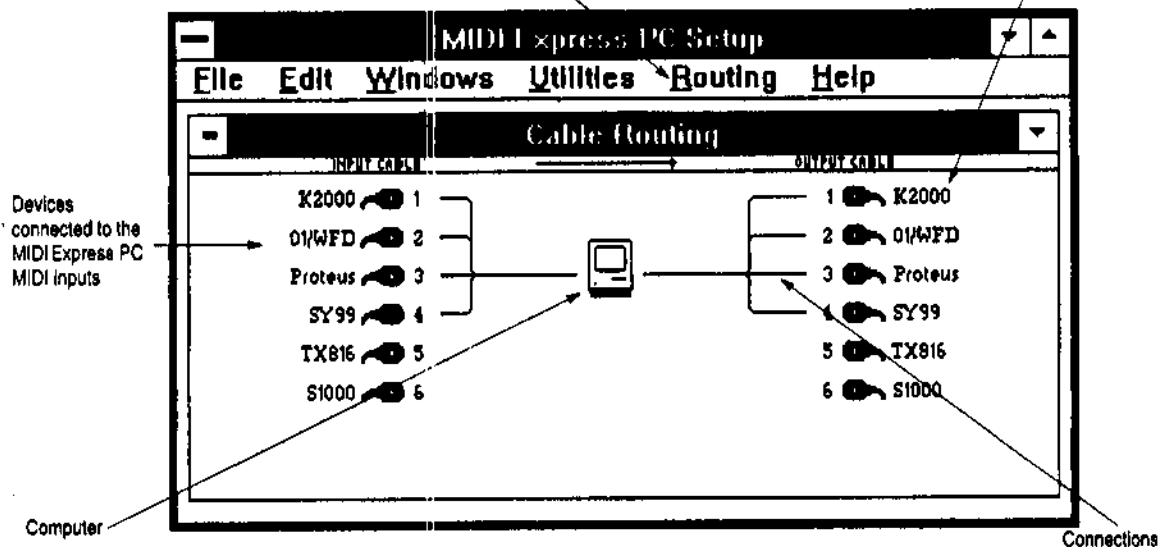 MIDI Express PC Setup
File Edit Windows Utilities Routing Help
Cable Routing
INPUT CABLE OUTPUT CABLE
K2000 1 1 K2000
01/WFD 2 2 01/WFD
Proteus 3 3 Proteus
SY99 4 4 SY99
TX816 5 5 TX816
S1000 6 6 S1000
Devices
connected to the
MIDI Express PC
MIDI inputs
Computer
Connections